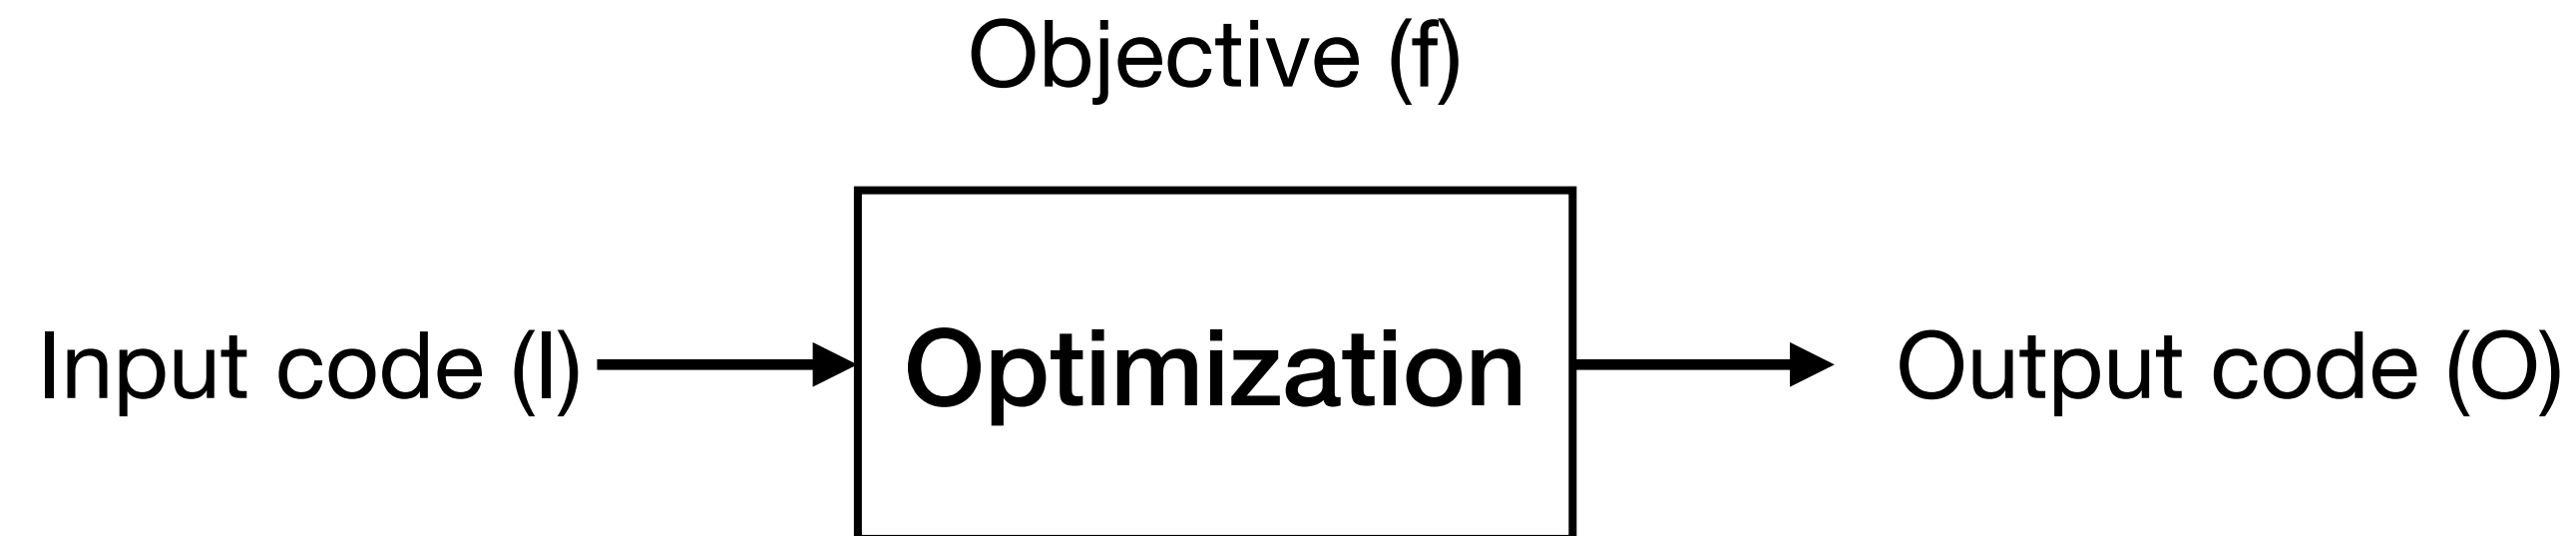 Objective (f)
Input code (I)
Optimization
Output code (O)